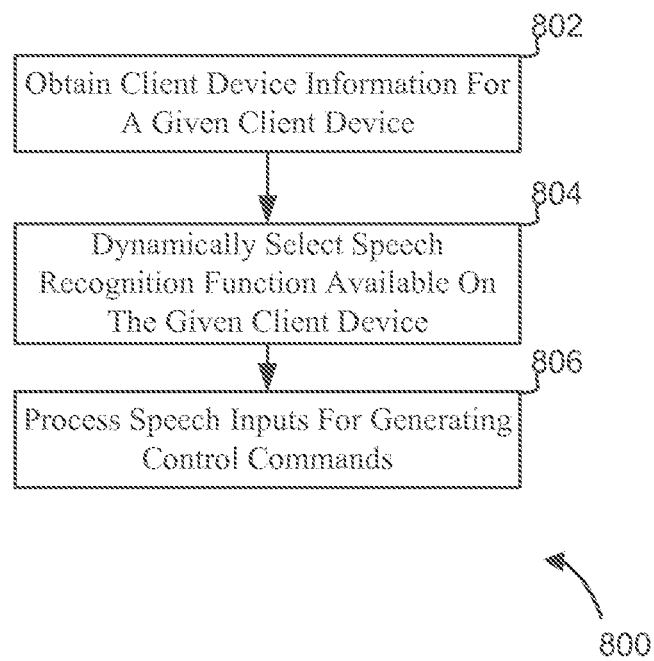 802
Obtain Client Device Information For
A Given Client Device
804
Dynamically Select Speech
Recognition Function Available On
The Given Client Device
806
Process Speech Inputs For Generating
Control Commands
800